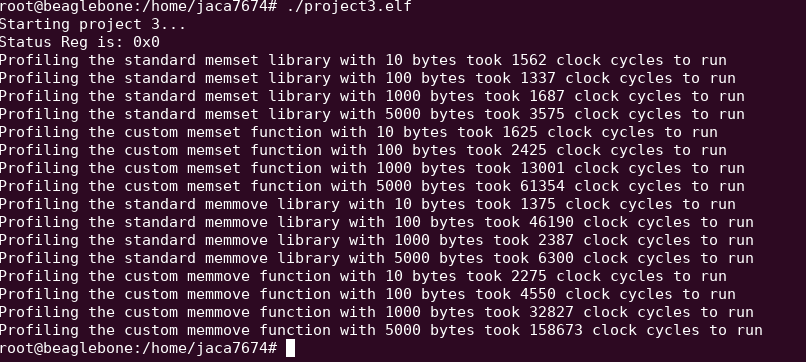 root@beaglebone:/home/jaca7674# ./project3.elf
Starting project 3...
Status Reg is: 0x0
Profiling the standard memset library with 10 bytes took 1562 clock cycles to run
Profiling the standard memset library with 100 bytes took 1337 clock cycles to run
Profiling the standard memset library with 1000 bytes took 1687 clock cycles to run
Profiling the standard memset library with 5000 bytes took 3575 clock cycles to run
Profiling the custom memset function with 10 bytes took 1625 clock cycles to run
Profiling the custom memset function with 100 bytes took 2425 clock cycles to run
Profiling the custom memset function with 1000 bytes took 13001 clock cycles to run
Profiling the custom memset function with 5000 bytes took 61354 clock cycles to run
Profiling the standard memmove library with 10 bytes took 1375 clock cycles to run
Profiling the standard memmove library with 100 bytes took 46190 clock cycles to run
Profiling the standard memmove library with 1000 bytes took 2387 clock cycles to run
Profiling the standard memmove library with 5000 bytes took 6300 clock cycles to run
Profiling the custom memmove function with 10 bytes took 2275 clock cycles to run
Profiling the custom memmove function with 100 bytes took 4550 clock cycles to run
Profiling the custom memmove function with 1000 bytes took 32827 clock cycles to run
Profiling the custom memmove function with 5000 bytes took 158673 clock cycles to run
root@beaglebone:/home/jaca7674#